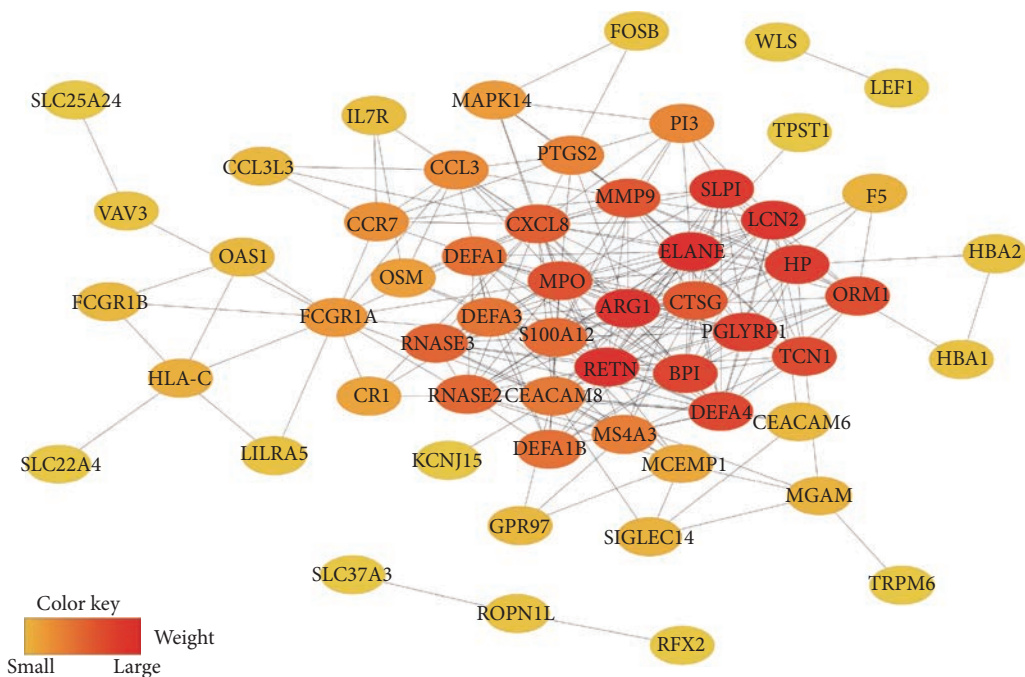 FOSB
WLS
LEF1
SLC25A24
IL7R
MAPK14
PI3
TPST1
CCL3L3
CCL3
PTGS2
SLPI
F5
VAV3
CCR7
CXCL8
MMP9
LCN2
OAS1
OSM
DEFA1
ELANE
HP
HBA2
FCGR1B
FCGR1A
DEFA3
MPO
ARG1
CTSG
ORM1
HLA-C
RNASE3
S100A12
PGLYRP1
TCN1
HBA1
CR1
RNASE2
CEACAM8
RETN
BPI
DEFA4
CEACAM6
SLC22A4
LILRA5
KCNJ15
DEFA1B
MS4A3
MCEMP1
MGAM
GPR97
SIGLEC14
TRPM6
SLC37A3
ROPN1L
RFX2
Color key
Weight
Small Large